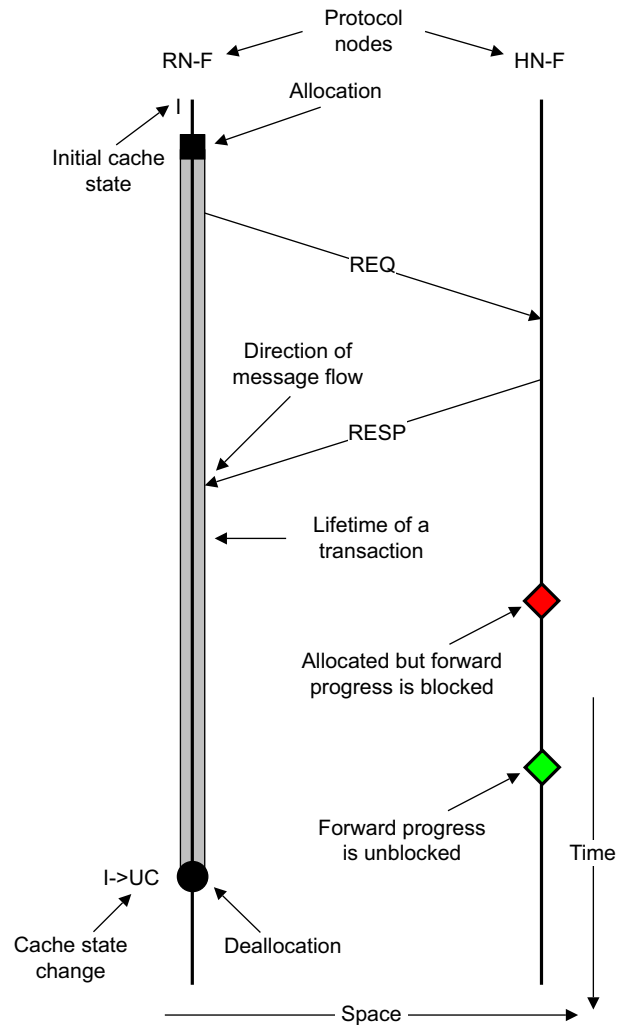 Protocol
nodes
RN-F
HN-F
I
Allocation
Initial cache
state
REQ
Direction of
message flow
RESP
Lifetime of a
transaction
Allocated but forward
progress is blocked
Forward progress
is unblocked
Time
I->UC
Cache state
change
Deallocation
Space